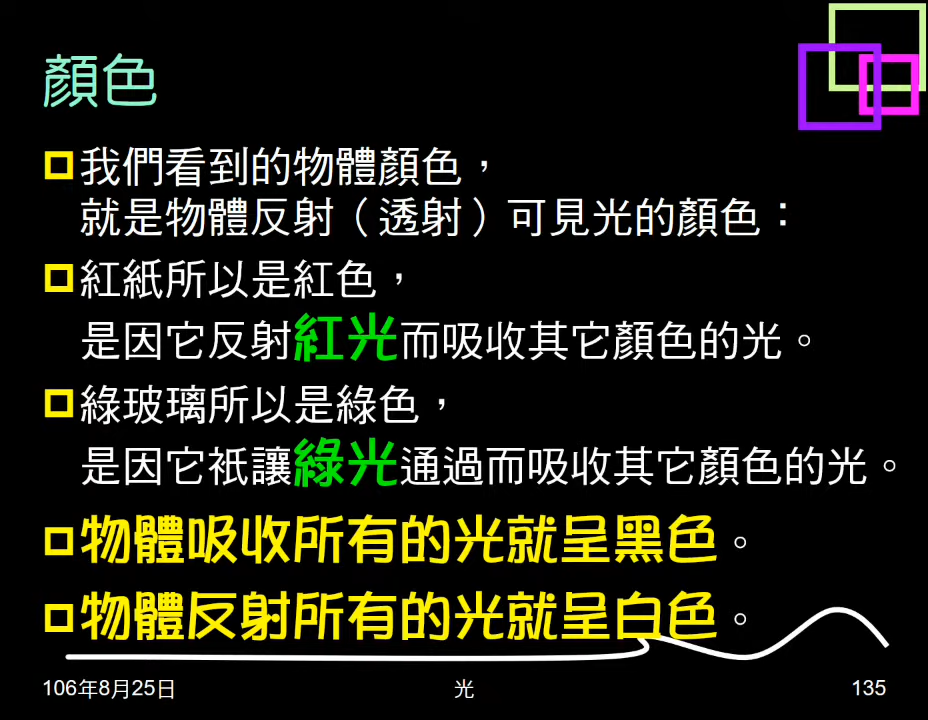 顏色
我們看到的物體顏色，
就是物體反射（透射）可見光的顏色：
紅紙所以是紅色，
是因它反射紅光而吸收其它顏色的光。
綠玻璃所以是綠色，
是因它衹讓綠光通過而吸收其它顏色的光。
物體吸收所有的光就呈黑色。
物體反射所有的光就呈白色。
106年8月25日
光
135